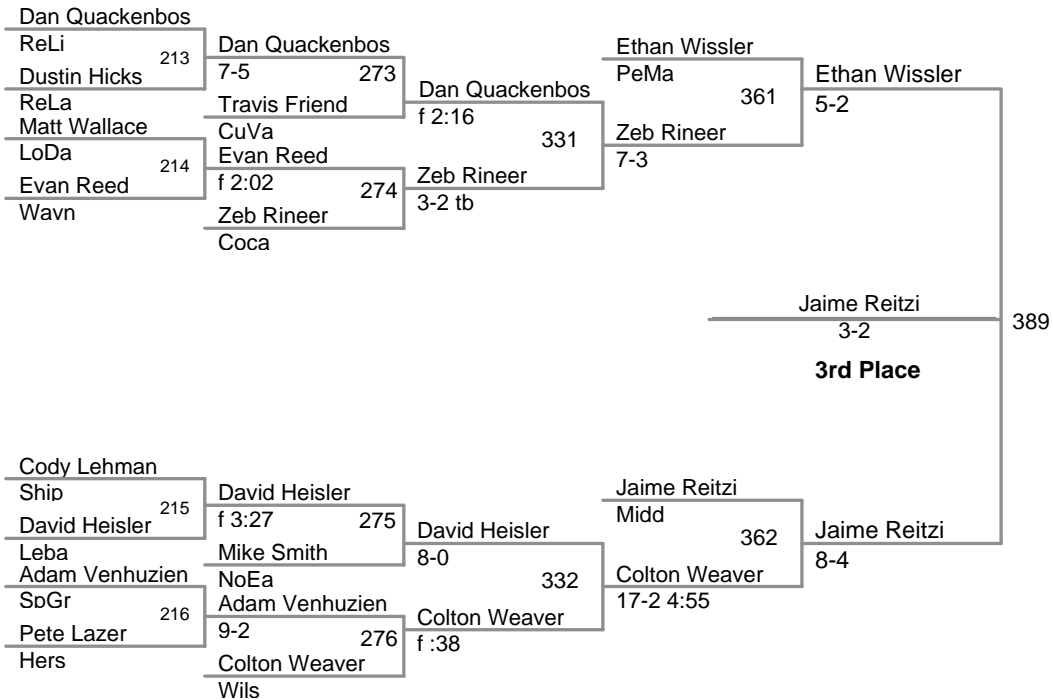 Dan Quackenbos
ReLi
213
Dustin Hicks
ReLa
Matt Wallace
LoDa
214
Evan Reed
Wavn
Dan Quackenbos
7-5
273
Travis Friend
CuVa
Evan Reed
f 2:02
274
Zeb Rineer
Coca
Dan Quackenbos
f 2:16
331
Zeb Rineer
3-2 tb
Ethan Wissler
PeMa
361
Zeb Rineer
7-3
Ethan Wissler
5-2
Jaime Reitzi
3-2
3rd Place
389
Cody Lehman
Ship
215
David Heisler
Leba
Adam Venhuzien
SpGr
216
Pete Lazer
Hers
David Heisler
f 3:27
275
Mike Smith
NoEa
Adam Venhuzien
9-2
276
Colton Weaver
Wils
David Heisler
8-0
332
Colton Weaver
f :38
Jaime Reitzi
Midd
362
Colton Weaver
17-2 4:55
Jaime Reitzi
8-4